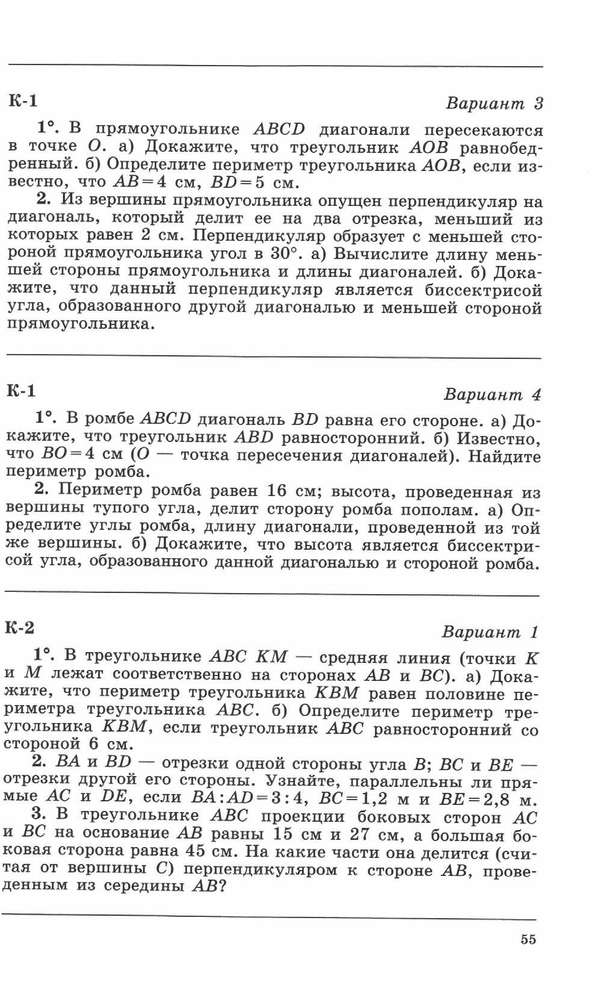 К-1
Вариант 3
1°. В прямоугольнике ABCD диагонали пересекаются
в точке O. а) Докажите, что треугольник AOB равнобед-
ренный. б) Определите периметр треугольника AOB, если из-
вестно, что AB=4 см, BD=5 см.
2. Из вершины прямоугольника опущен перпендикуляр на
диагональ, который делит ее на два отрезка, меньший из
которых равен 2 см. Перпендикуляр образует с меньшей сто-
роной прямоугольника угол в 30°. а) Вычислите длину мень-
шей стороны прямоугольника и длины диагоналей. б) Дока-
жите, что данный перпендикуляр является биссектрисой
угла, образованного другой диагональю и меньшей стороной
прямоугольника.
К-1
Вариант 4
1°. В ромбе ABCD диагональ BD равна его стороне. а) До-
кажите, что треугольник ABD равносторонний. б) Известно,
что BO=4 см (O — точка пересечения диагоналей). Найдите
периметр ромба.
2. Периметр ромба равен 16 см; высота, проведенная из
вершины тупого угла, делит сторону ромба пополам. а) Оп-
ределите углы ромба, длину диагонали, проведенной из той
же вершины. б) Докажите, что высота является биссектри-
сой угла, образованного данной диагональю и стороной ромба.
К-2
Вариант 1
1°. В треугольнике ABC KM — средняя линия (точки K
и M лежат соответственно на сторонах AB и BC). а) Дока-
жите, что периметр треугольника KBM равен половине пе-
риметра треугольника ABC. б) Определите периметр тре-
угольника KBM, если треугольник ABC равносторонний со
стороной 6 см.
2. BA и BD — отрезки одной стороны угла B; BC и BE —
отрезки другой его стороны. Узнайте, параллельны ли пря-
мые AC и DE, если BA:AD=3:4, BC=1,2 м и BE=2,8 м.
3. В треугольнике ABC проекции боковых сторон AC
и BC на основание AB равны 15 см и 27 см, а большая бо-
ковая сторона равна 45 см. На какие части она делится (счи-
тая от вершины C) перпендикуляром к стороне AB, прове-
денным из середины AB?
55